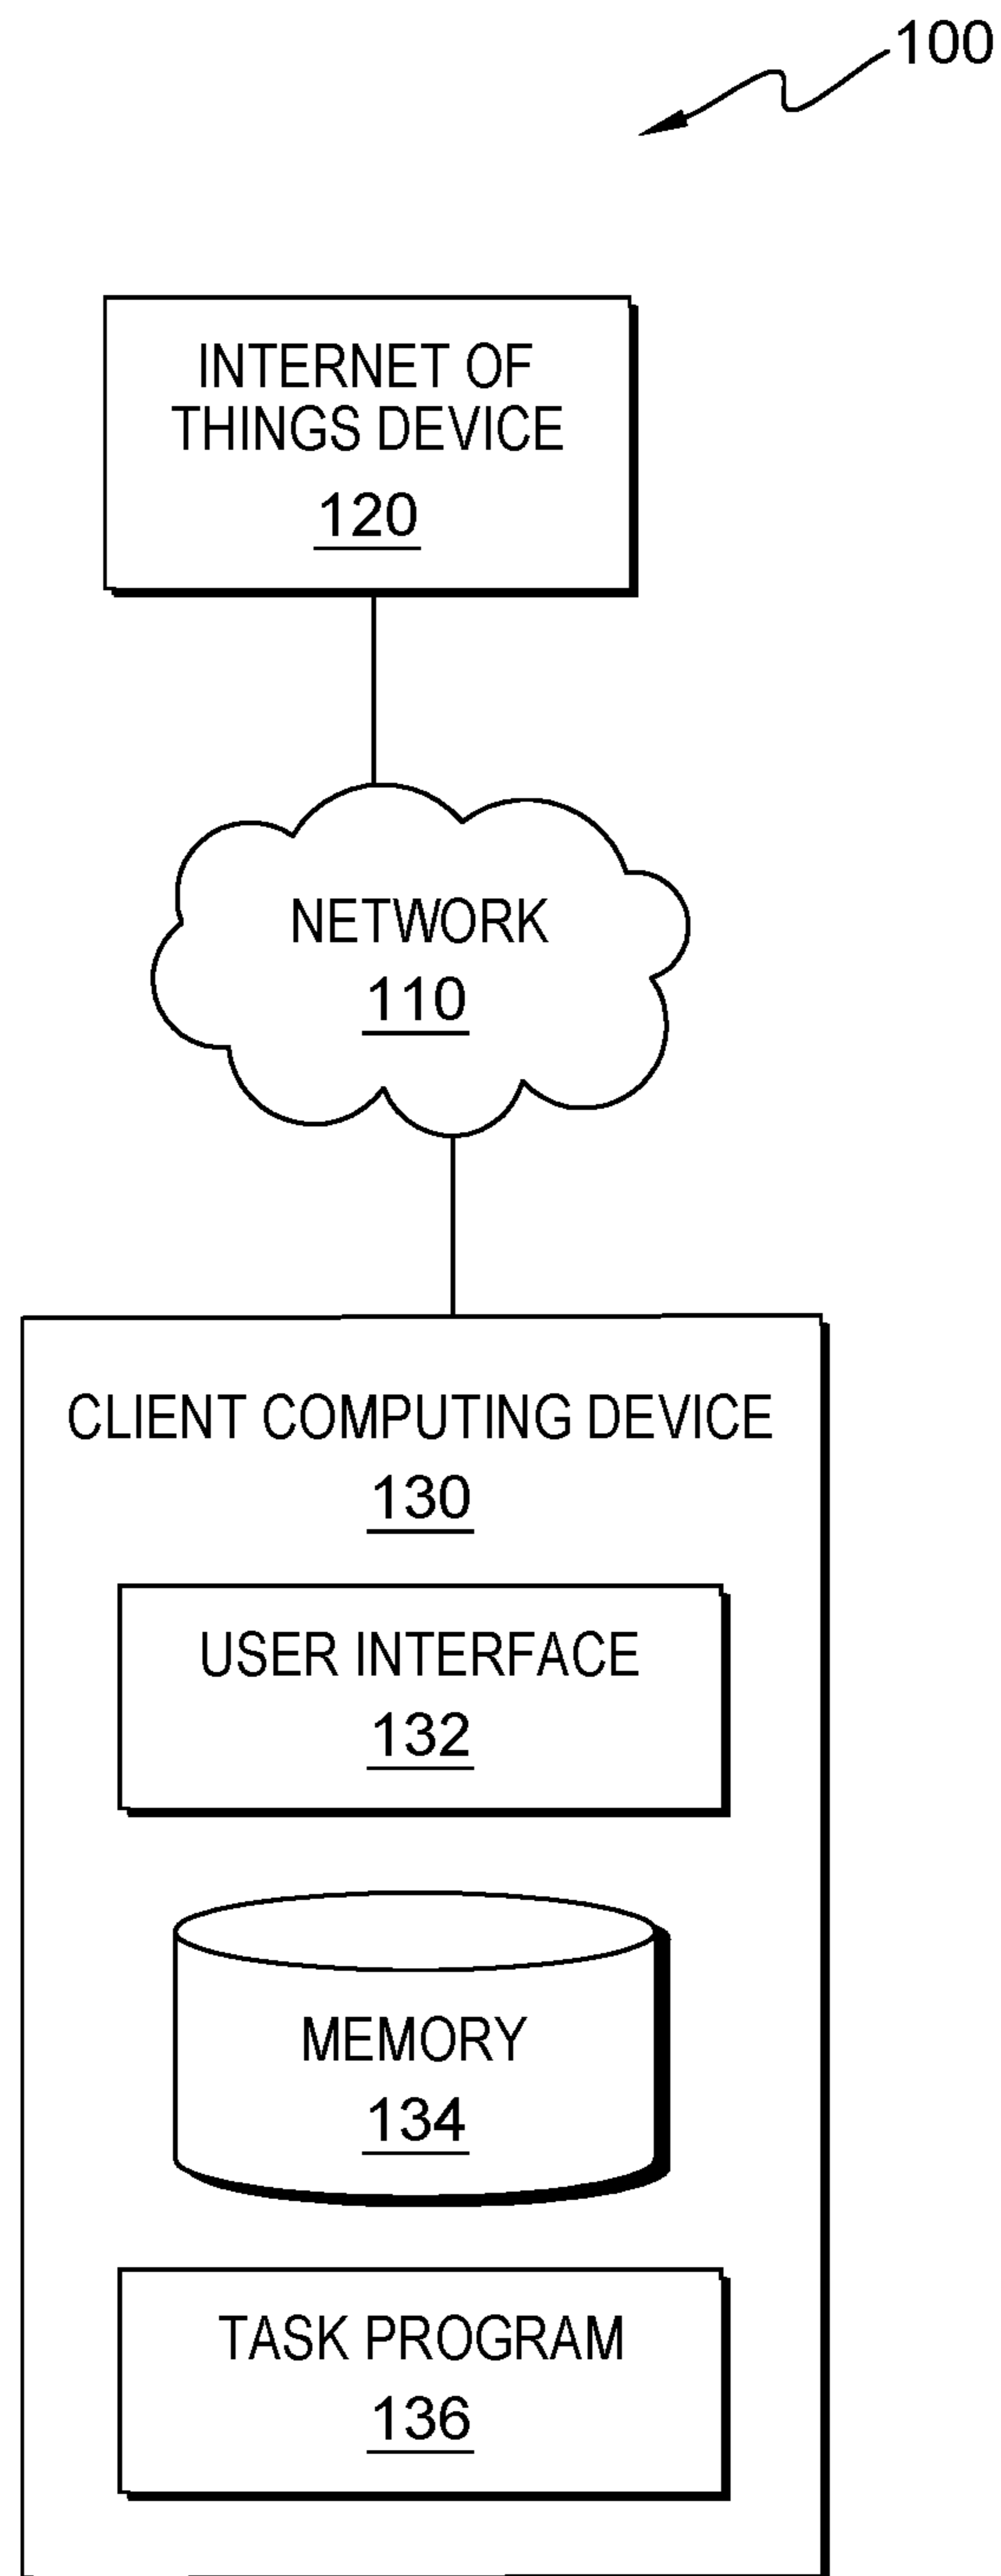 100
INTERNET OF
THINGS DEVICE
120
NETWORK
110
CLIENT COMPUTING DEVICE
130
USER INTERFACE
132
MEMORY
134
TASK PROGRAM
136